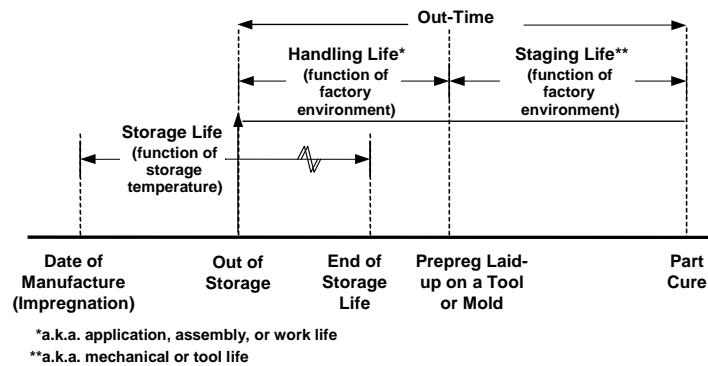 Out-Time
Handling Life*
(function of
factory
environment)
Staging Life**
(function of
factory
environment)
Storage Life
(function of
storage
temperature)
Date of
Manufacture
(Impregnation)
Out of
Storage
End of
Storage
Life
Prepreg Laid-
up on a Tool
or Mold
Part
Cure
*a.k.a. application, assembly, or work life
**a.k.a. mechanical or tool life